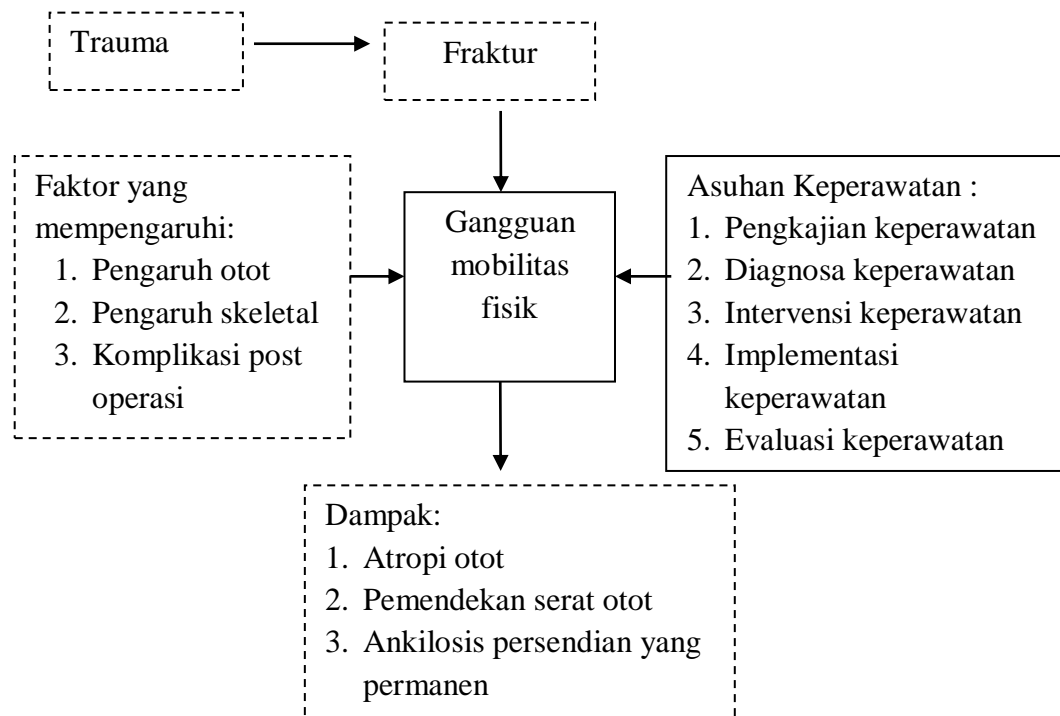 Trauma
Fraktur
Faktor yang
mempengaruhi:
1. Pengaruh otot
2. Pengaruh skeletal
3. Komplikasi post
operasi
Gangguan
mobilitas
fisik
Asuhan Keperawatan :
1. Pengkajian keperawatan
2. Diagnosa keperawatan
3. Intervensi keperawatan
4. Implementasi
keperawatan
5. Evaluasi keperawatan
Dampak:
1. Atropi otot
2. Pemendekan serat otot
3. Ankilosis persendian yang
permanen